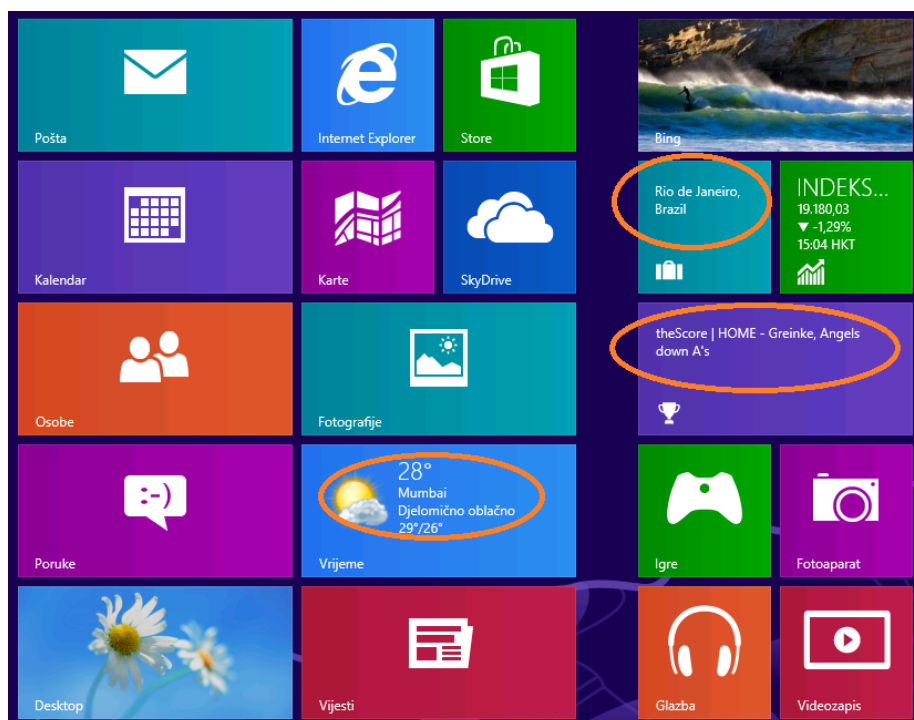 Pošta
Internet Explorer
Store
Bing
Kalendar
Karte
SkyDrive
Rio de Janeiro,
Brazil
INDEKS...
19.180,03
▼ -1,29%
15:04 HKT
Osobe
Fotografije
theScore | HOME - Greinke, Angels
down A's
:-)
Poruke
28°
Mumbai
Djelomično oblačno
29°/26°
Vrijeme
Igre
Fotoaparat
Desktop
Vijesti
Glazba
Videozapis